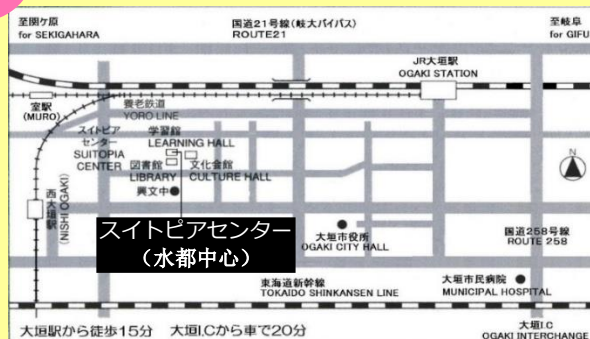 至関ケ原
for SEKIGAHARA
国道21号線(岐大バイパス)
ROUTE21
至岐阜
for GIFU
JR大垣駅
OGAKI STATION
室駅
(MURO)
養老鉄道
YORO LINE
スイトピア
センター
SUITOPIA
CENTER
学習館
LEARNING HALL
図書館
LIBRARY
文化会館
CULTURE HALL
興文中
N
西大垣駅
(NISHI OGAKI)
スイトピアセンター
(水都中心)
大垣市役所
OGAKI CITY HALL
国道258号線
ROUTE 258
東海道新幹線
TOKAIDO SHINKANSEN LINE
大垣市民病院
MUNICIPAL HOSPITAL
大垣駅から徒歩15分 大垣I.Cから車で20分
大垣I.C
OGAKI INTERCHANGE